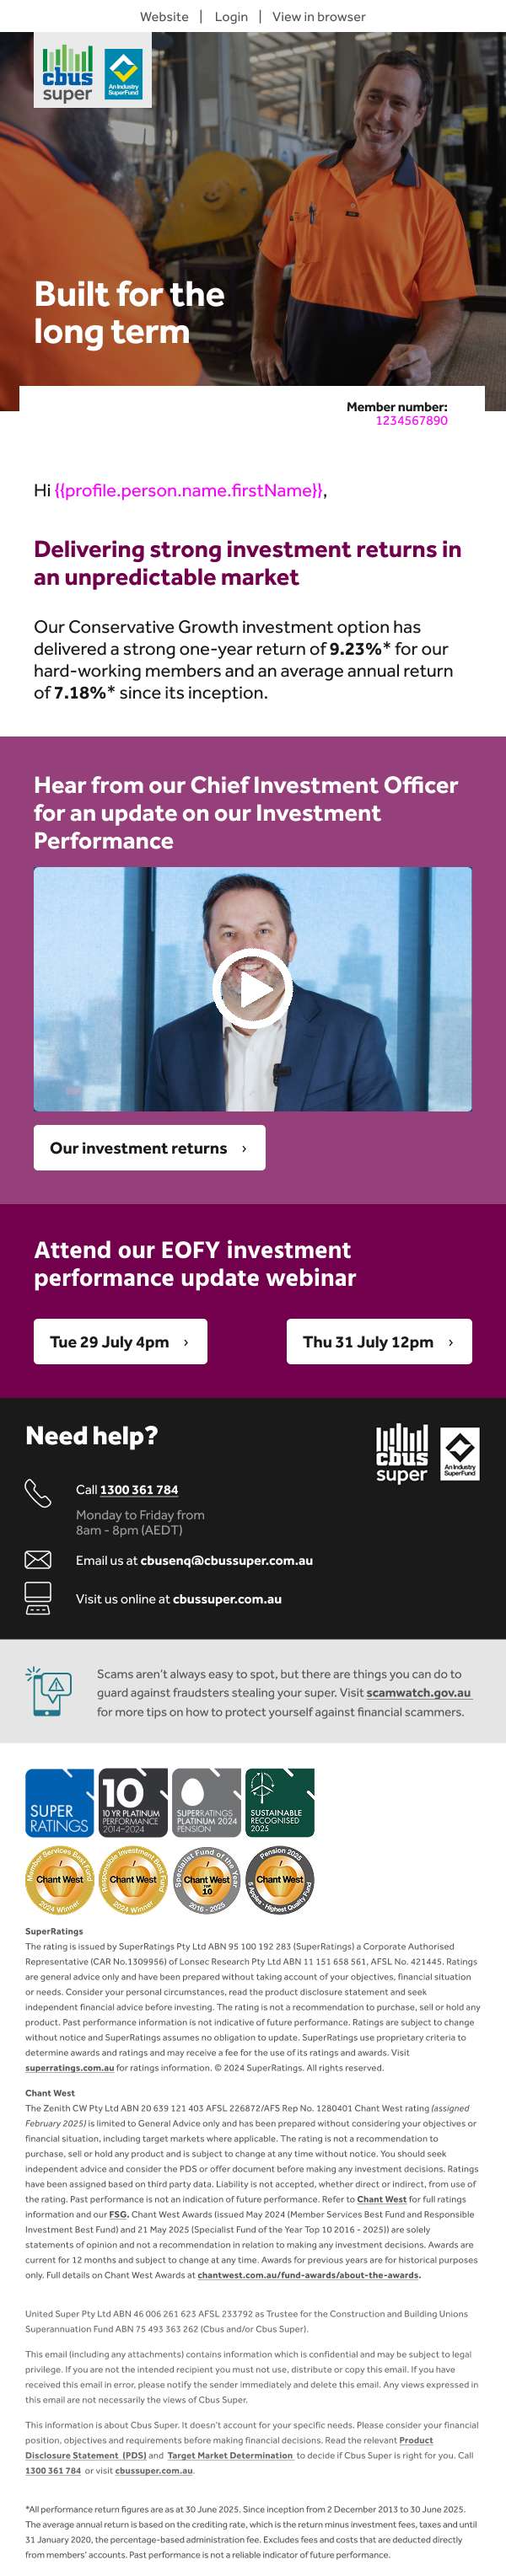 Website | Login | View in browser
cbus
super
An Industry
SuperFund
Built for the
long term
Member number:
1234567890
Hi {{profile.person.name.firstName}},
Delivering strong investment returns in
an unpredictable market
Our Conservative Growth investment option has
delivered a strong one-year return of 9.23%* for our
hard-working members and an average annual return
of 7.18%* since its inception.
Hear from our Chief Investment Officer
for an update on our Investment
Performance
Our investment returns ›
Attend our EOFY investment
performance update webinar
Tue 29 July 4pm ›
Thu 31 July 12pm ›
Need help?
cbus
super
An Industry
SuperFund
Call 1300 361 784
Monday to Friday from
8am - 8pm (AEDT)
Email us at cbusenq@cbussuper.com.au
Visit us online at cbussuper.com.au
Scams aren't always easy to spot, but there are things you can do to
guard against fraudsters stealing your super. Visit scamwatch.gov.au
for more tips on how to protect yourself against financial scammers.
SUPER
RATINGS
10
10 YR PLATINUM
PERFORMANCE
2014-2024
SUPERRATINGS
PLATINUM 2024
PENSION
SUSTAINABLE
RECOGNISED
2025
Member Services Best Fund
Chant West
2024 Winner
Responsible Investment Best Fund
Chant West
2024 Winner
Specialist Fund of the Year
Chant West
TOP
10
2016 - 2025
Pension 2025
Chant West
5 Apples - Highest Quality Fund
SuperRatings
The rating is issued by SuperRatings Pty Ltd ABN 95 100 192 283 (SuperRatings) a Corporate Authorised
Representative (CAR No.1309956) of Lonsec Research Pty Ltd ABN 11 151 658 561, AFSL No. 421445. Ratings
are general advice only and have been prepared without taking account of your objectives, financial situation
or needs. Consider your personal circumstances, read the product disclosure statement and seek
independent financial advice before investing. The rating is not a recommendation to purchase, sell or hold any
product. Past performance information is not indicative of future performance. Ratings are subject to change
without notice and SuperRatings assumes no obligation to update. SuperRatings use proprietary criteria to
determine awards and ratings and may receive a fee for the use of its ratings and awards. Visit
superratings.com.au for ratings information. © 2024 SuperRatings. All rights reserved.
Chant West
The Zenith CW Pty Ltd ABN 20 639 121 403 AFSL 226872/AFS Rep No. 1280401 Chant West rating (assigned
February 2025) is limited to General Advice only and has been prepared without considering your objectives or
financial situation, including target markets where applicable. The rating is not a recommendation to
purchase, sell or hold any product and is subject to change at any time without notice. You should seek
independent advice and consider the PDS or offer document before making any investment decisions. Ratings
have been assigned based on third party data. Liability is not accepted, whether direct or indirect, from use of
the rating. Past performance is not an indication of future performance. Refer to Chant West for full ratings
information and our FSG. Chant West Awards (issued May 2024 (Member Services Best Fund and Responsible
Investment Best Fund) and 21 May 2025 (Specialist Fund of the Year Top 10 2016 - 2025)) are solely
statements of opinion and not a recommendation in relation to making any investment decisions. Awards are
current for 12 months and subject to change at any time. Awards for previous years are for historical purposes
only. Full details on Chant West Awards at chantwest.com.au/fund-awards/about-the-awards.
United Super Pty Ltd ABN 46 006 261 623 AFSL 233792 as Trustee for the Construction and Building Unions
Superannuation Fund ABN 75 493 363 262 (Cbus and/or Cbus Super).
This email (including any attachments) contains information which is confidential and may be subject to legal
privilege. If you are not the intended recipient you must not use, distribute or copy this email. If you have
received this email in error, please notify the sender immediately and delete this email. Any views expressed in
this email are not necessarily the views of Cbus Super.
This information is about Cbus Super. It doesn't account for your specific needs. Please consider your financial
position, objectives and requirements before making financial decisions. Read the relevant Product
Disclosure Statement (PDS) and Target Market Determination to decide if Cbus Super is right for you. Call
1300 361 784 or visit cbussuper.com.au.
*All performance return figures are as at 30 June 2025. Since inception from 2 December 2013 to 30 June 2025.
The average annual return is based on the crediting rate, which is the return minus investment fees, taxes and until
31 January 2020, the percentage-based administration fee. Excludes fees and costs that are deducted directly
from members' accounts. Past performance is not a reliable indicator of future performance.